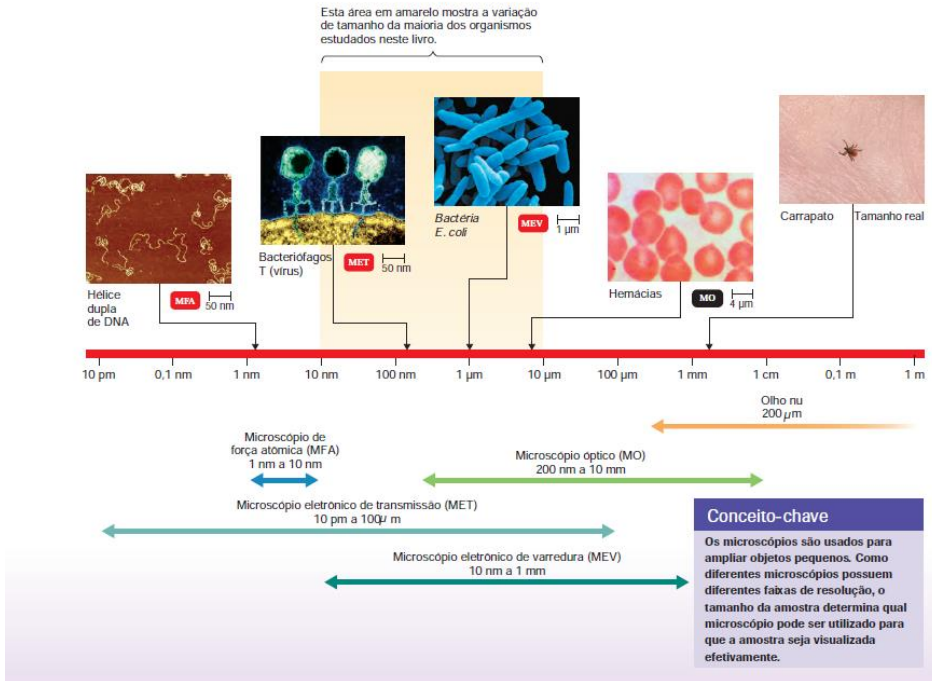 Esta área em amarelo mostra a variação
de tamanho da maioria dos organismos
estudados neste livro.
Hélice
dupla
de DNA
MFA
50 nm
Bacteriófagos
T (vírus)
MET
50 nm
Bactéria
E. coli
MEV
1 µm
Hemácias
MO
4 µm
Carrapato
Tamanho real
10 pm
0,1 nm
1 nm
10 nm
100 nm
1 µm
10 µm
100 µm
1 mm
1 cm
0,1 m
1 m
Olho nu
200 µm
Microscópio de
força atômica (MFA)
1 nm a 10 nm
Microscópio óptico (MO)
200 nm a 10 mm
Microscópio eletrônico de transmissão (MET)
10 pm a 100µ m
Microscópio eletrônico de varredura (MEV)
10 nm a 1 mm
Conceito-chave
Os microscópios são usados para
ampliar objetos pequenos. Como
diferentes microscópios possuem
diferentes faixas de resolução, o
tamanho da amostra determina qual
microscópio pode ser utilizado para
que a amostra seja visualizada
efetivamente.